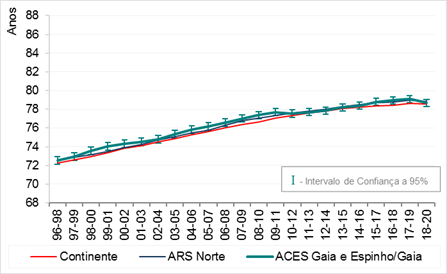 Anos
88
86
84
82
80
78
76
74
72
70
68
I - Intervalo de Confiança a 95%
96-98 97-99 98-00 99-01 00-02 01-03 02-04 03-05 04-06 05-07 06-08 07-09 08-10 09-11 10-12 11-13 12-14 13-15 14-16 15-17 16-18 17-19 18-20
Continente ARS Norte ACES Gaia e Espinho/Gaia